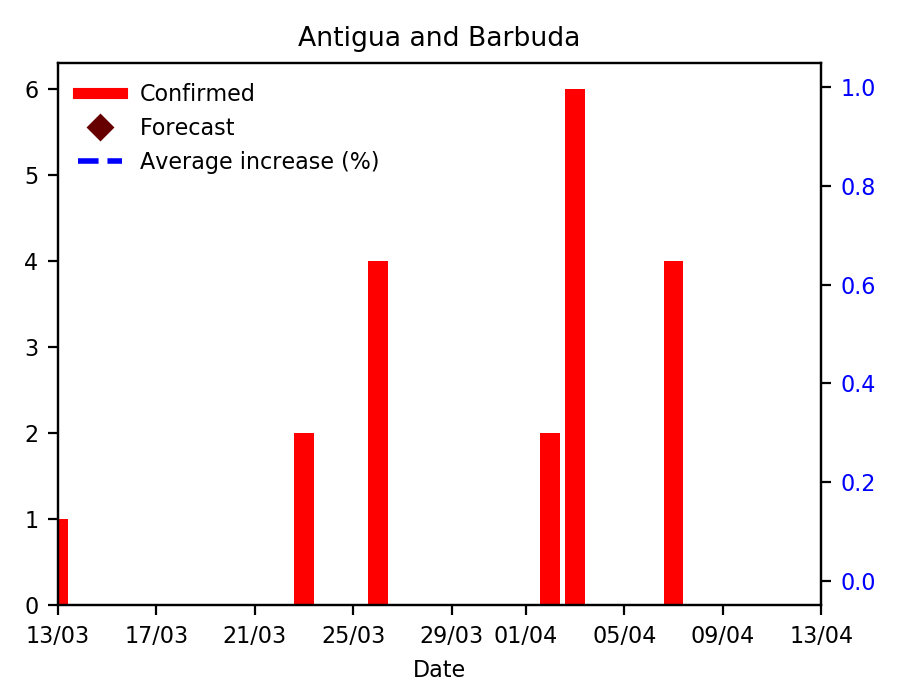 Antigua and Barbuda
Confirmed
Forecast
Average increase (%)
6
5
4
3
2
1
0
1.0
0.8
0.6
0.4
0.2
0.0
13/03 17/03 21/03 25/03 29/03 01/04 05/04 09/04 13/04
Date